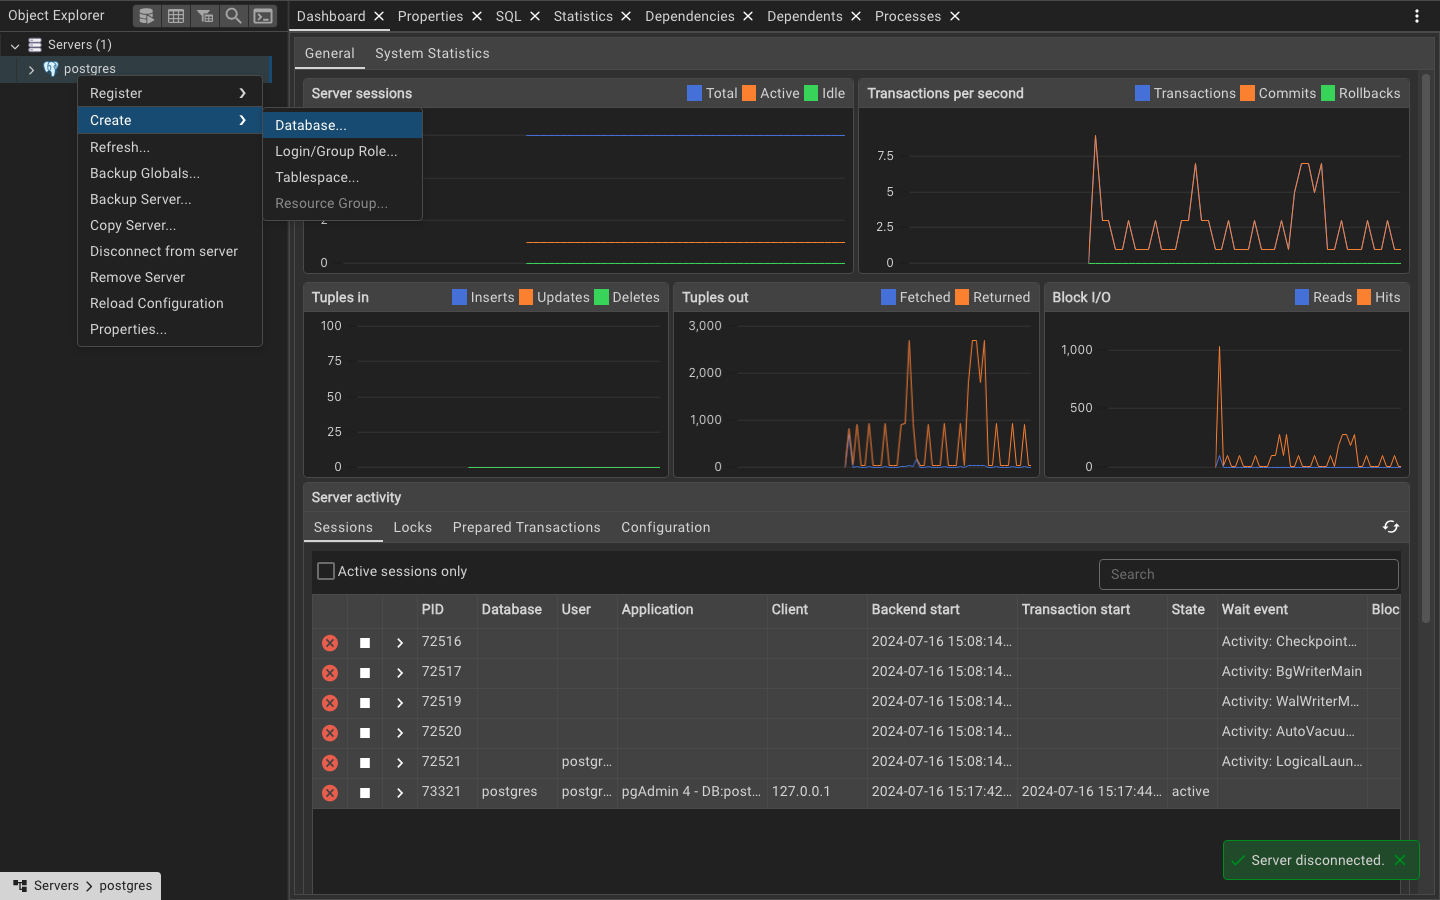 Object Explorer
Dashboard
Properties
SQL
Statistics
Dependencies
Dependents
Processes
Servers (1)
postgres
Register
Create
Refresh...
Backup Globals...
Backup Server...
Copy Server...
Disconnect from server
Remove Server
Reload Configuration
Properties...
Database...
Login/Group Role...
Tablespace...
Resource Group...
General
System Statistics
Server sessions
Total Active Idle
0
Transactions per second
Transactions Commits Rollbacks
7.5
5
2.5
0
Tuples in
Inserts Updates Deletes
100
75
50
25
0
Tuples out
Fetched Returned
3,000
2,000
1,000
0
Block I/O
Reads Hits
1,000
500
0
Server activity
Sessions
Locks
Prepared Transactions
Configuration
Active sessions only
Search
PID Database User Application Client Backend start Transaction start State Wait event Bloc
72516 2024-07-16 15:08:14... Activity: Checkpoint...
72517 2024-07-16 15:08:14... Activity: BgWriterMain
72519 2024-07-16 15:08:14... Activity: WalWriterM...
72520 2024-07-16 15:08:14... Activity: AutoVacuu...
72521 postgr... 2024-07-16 15:08:14... Activity: LogicalLaun...
73321 postgres postgr... pgAdmin 4 - DB:post... 127.0.0.1 2024-07-16 15:17:42... 2024-07-16 15:17:44... active
Server disconnected.
Servers > postgres